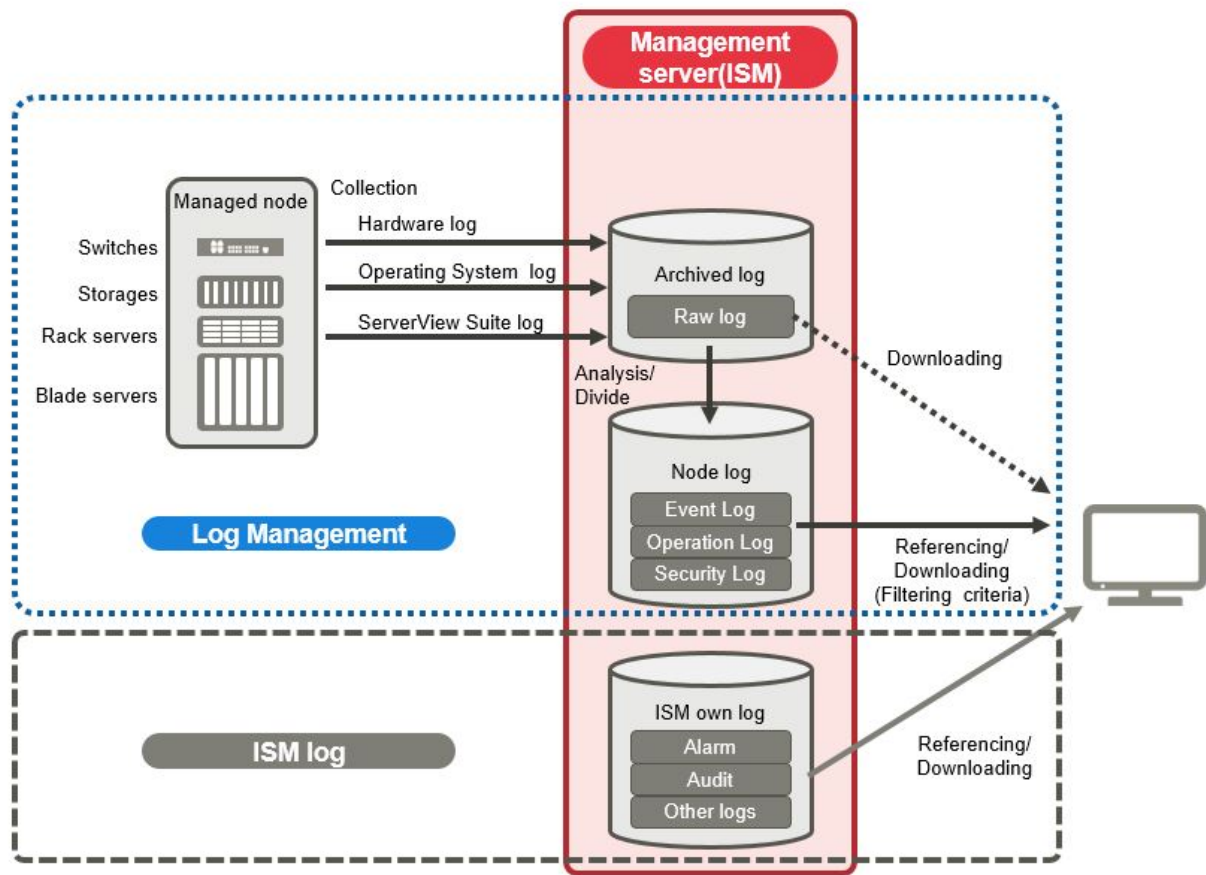 Management
server(ISM)
Managed node
Switches
Storages
Rack servers
Blade servers
Collection
Hardware log
Operating System log
ServerView Suite log
Archived log
Raw log
Downloading
Analysis/
Divide
Node log
Event Log
Operation Log
Security Log
Referencing/
Downloading
(Filtering criteria)
Log Management
ISM log
ISM own log
Alarm
Audit
Other logs
Referencing/
Downloading